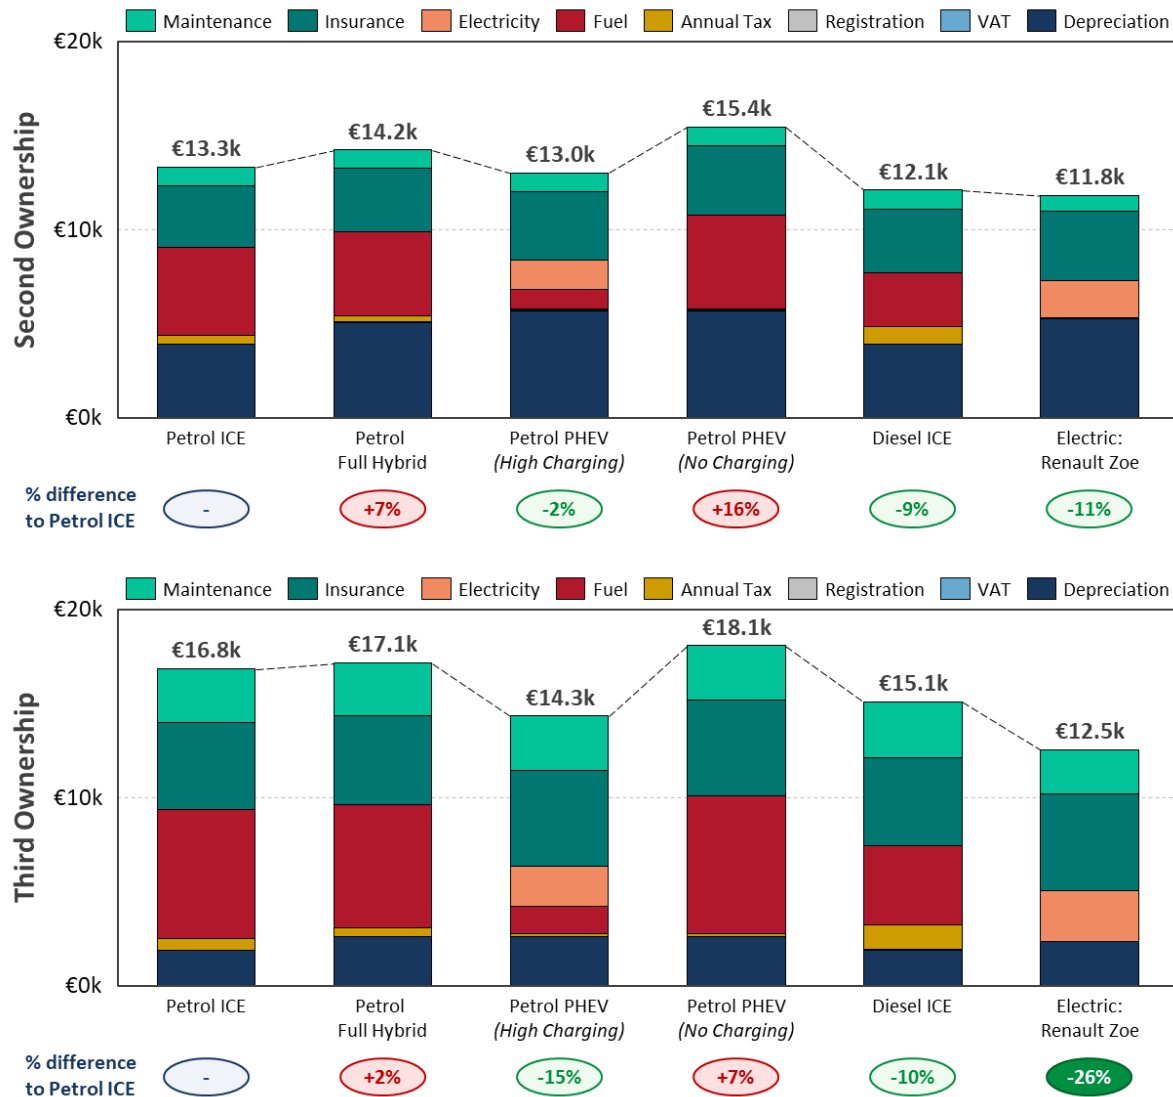 Maintenance Insurance Electricity Fuel Annual Tax Registration VAT Depreciation
€20k
€15.4k
€14.2k
€13.3k
€13.0k
€12.1k
€11.8k
Second Ownership
€10k
€0k
Petrol ICE
Petrol
Full Hybrid
Petrol PHEV
(High Charging)
Petrol PHEV
(No Charging)
Diesel ICE
Electric:
Renault Zoe
% difference
to Petrol ICE
- +7% -2% +16% -9% -11%
Maintenance Insurance Electricity Fuel Annual Tax Registration VAT Depreciation
€20k
€18.1k
€17.1k
€16.8k
€15.1k
€14.3k
€12.5k
Third Ownership
€10k
€0k
Petrol ICE
Petrol
Full Hybrid
Petrol PHEV
(High Charging)
Petrol PHEV
(No Charging)
Diesel ICE
Electric:
Renault Zoe
% difference
to Petrol ICE
- +2% -15% +7% -10% -26%